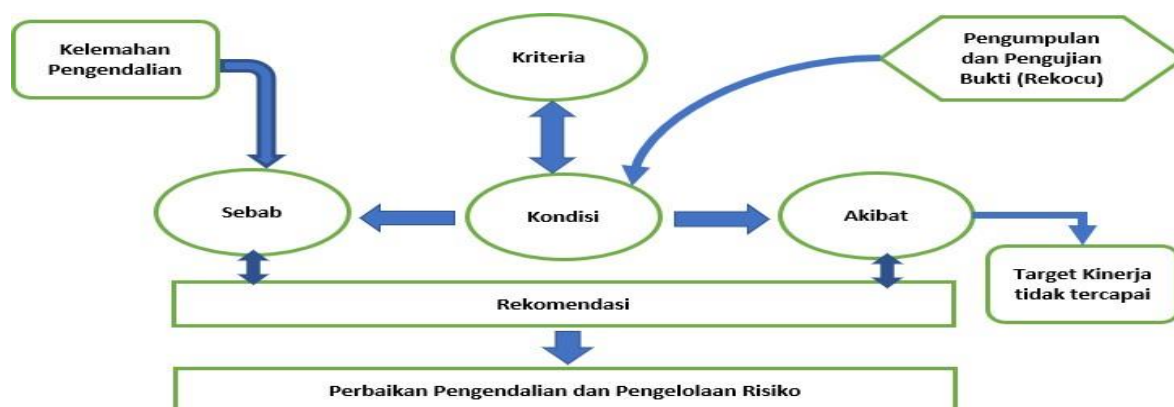 Kelemahan
Pengendalian
Kriteria
Pengumpulan
dan Pengujian
Bukti (Rekocu)
Sebab
Kondisi
Akibat
Target Kinerja
tidak tercapai
Rekomendasi
Perbaikan Pengendalian dan Pengelolaan Risiko